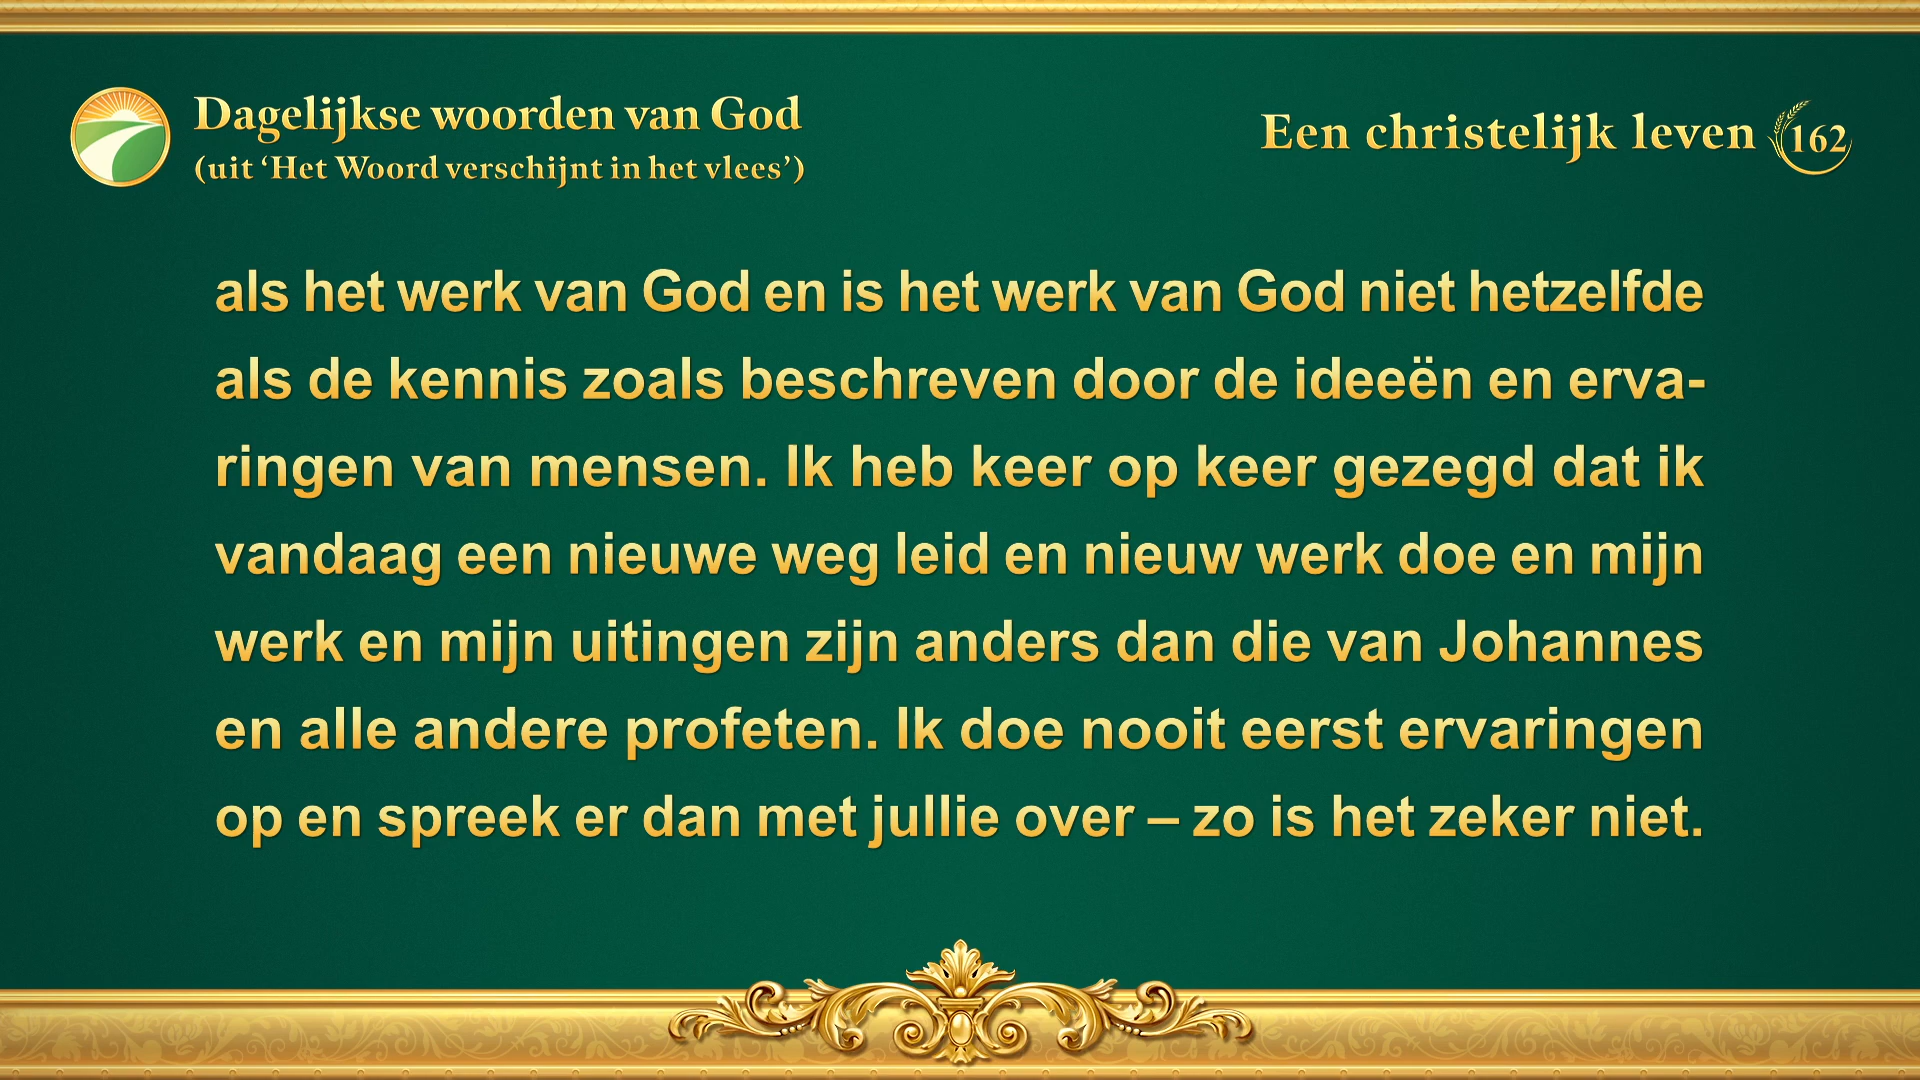 Dagelijkse woorden van God
(uit ‘Het Woord verschijnt in het vlees’)
Een christelijk leven 162
als het werk van God en is het werk van God niet hetzelfde
als de kennis zoals beschreven door de ideeën en erva-
ringen van mensen. Ik heb keer op keer gezegd dat ik
vandaag een nieuwe weg leid en nieuw werk doe en mijn
werk en mijn uitingen zijn anders dan die van Johannes
en alle andere profeten. Ik doe nooit eerst ervaringen
op en spreek er dan met jullie over – zo is het zeker niet.